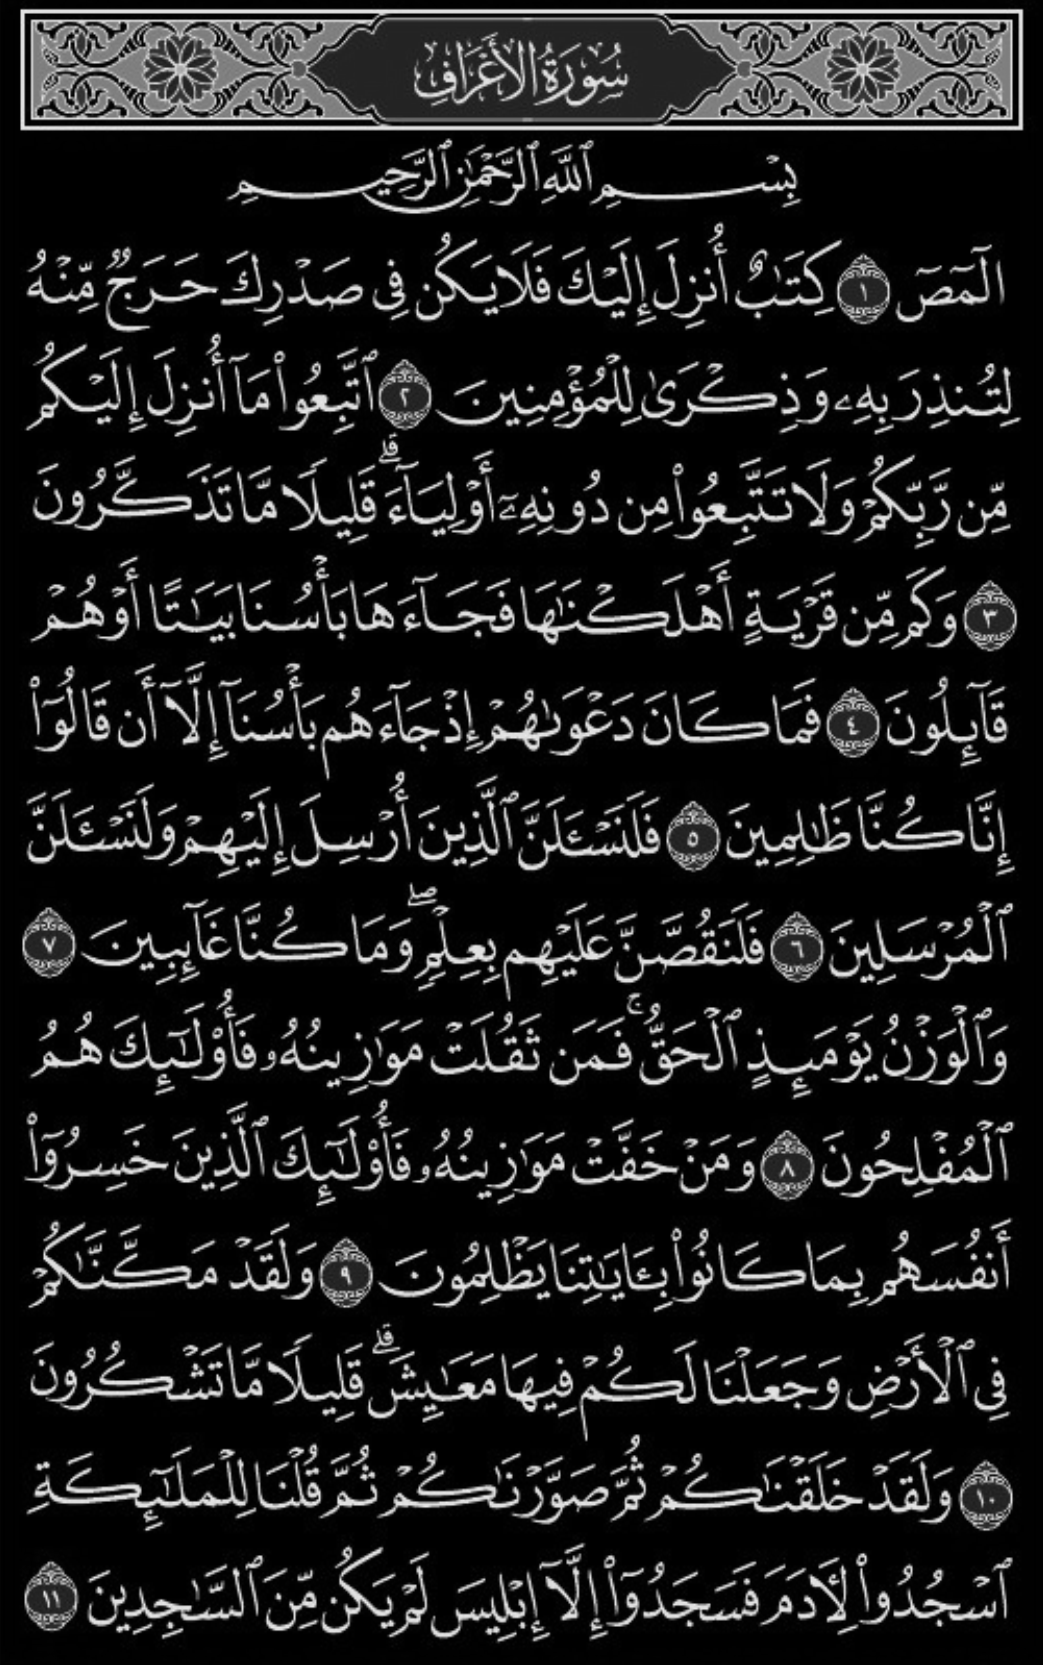 سُورَةُ الأَعْرَافِ
بِسْمِ ٱللَّهِ ٱلرَّحْمَٰنِ ٱلرَّحِيمِ
الٓمٓصٓ ١ كِتَٰبٌ أُنزِلَ إِلَيْكَ فَلَا يَكُن فِى صَدْرِكَ حَرَجٌ مِّنْهُ
لِتُنذِرَ بِهِۦ وَذِكْرَىٰ لِلْمُؤْمِنِينَ ٢ ٱتَّبِعُوا۟ مَآ أُنزِلَ إِلَيْكُم
مِّن رَّبِّكُمْ وَلَا تَتَّبِعُوا۟ مِن دُونِهِۦٓ أَوْلِيَآءَ ۗ قَلِيلًا مَّا تَذَكَّرُونَ
٣ وَكَم مِّن قَرْيَةٍ أَهْلَكْنَٰهَا فَجَآءَهَا بَأْسُنَا بَيَٰتًا أَوْ هُمْ
قَآئِلُونَ ٤ فَمَا كَانَ دَعْوَىٰهُمْ إِذْ جَآءَهُم بَأْسُنَآ إِلَّآ أَن قَالُوٓا۟
إِنَّا كُنَّا ظَٰلِمِينَ ٥ فَلَنَسْـَٔلَنَّ ٱلَّذِينَ أُرْسِلَ إِلَيْهِمْ وَلَنَسْـَٔلَنَّ
ٱلْمُرْسَلِينَ ٦ فَلَنَقُصَّنَّ عَلَيْهِم بِعِلْمٍ ۖ وَمَا كُنَّا غَآئِبِينَ ٧
وَٱلْوَزْنُ يَوْمَئِذٍ ٱلْحَقُّ ۚ فَمَن ثَقُلَتْ مَوَٰزِينُهُۥ فَأُو۟لَٰٓئِكَ هُمُ
ٱلْمُفْلِحُونَ ٨ وَمَنْ خَفَّتْ مَوَٰزِينُهُۥ فَأُو۟لَٰٓئِكَ ٱلَّذِينَ خَسِرُوٓا۟
أَنفُسَهُم بِمَا كَانُوا۟ بِـَٔايَٰتِنَا يَظْلِمُونَ ٩ وَلَقَدْ مَكَّنَّٰكُمْ
فِى ٱلْأَرْضِ وَجَعَلْنَا لَكُمْ فِيهَا مَعَٰيِشَ ۗ قَلِيلًا مَّا تَشْكُرُونَ
١٠ وَلَقَدْ خَلَقْنَٰكُمْ ثُمَّ صَوَّرْنَٰكُمْ ثُمَّ قُلْنَا لِلْمَلَٰٓئِكَةِ
ٱسْجُدُوا۟ لِـَٔادَمَ فَسَجَدُوٓا۟ إِلَّآ إِبْلِيسَ لَمْ يَكُن مِّنَ ٱلسَّٰجِدِينَ ١١